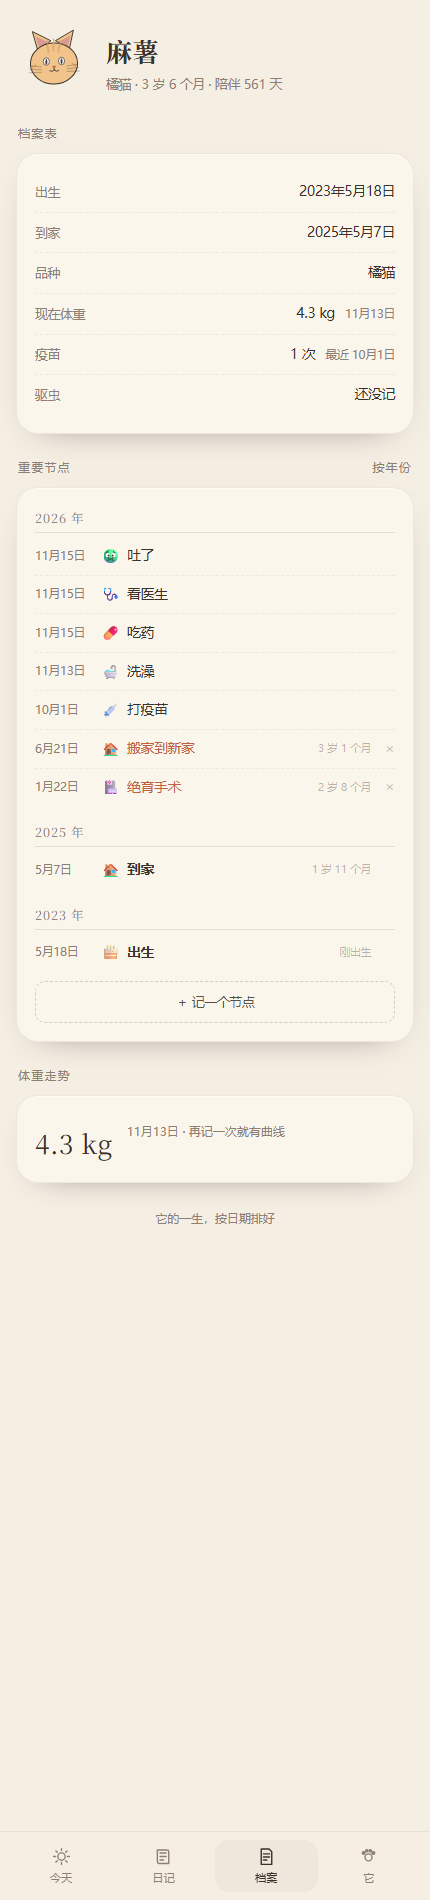 麻薯
橘猫 · 3 岁 6 个月 · 陪伴 561 天
档案表
出生 2023年5月18日
到家 2025年5月7日
品种 橘猫
现在体重 4.3 kg 11月13日
疫苗 1 次 最近 10月1日
驱虫 还没记
重要节点 按年份
2026 年
11月15日 吐了
11月15日 看医生
11月15日 吃药
11月13日 洗澡
10月1日 打疫苗
6月21日 搬家到新家 3 岁 1 个月 ×
1月22日 绝育手术 2 岁 8 个月 ×
2025 年
5月7日 到家 1 岁 11 个月
2023 年
5月18日 出生 刚出生
+ 记一个节点
体重走势
4.3 kg 11月13日 · 再记一次就有曲线
它的一生，按日期排好
今天 日记 档案 它